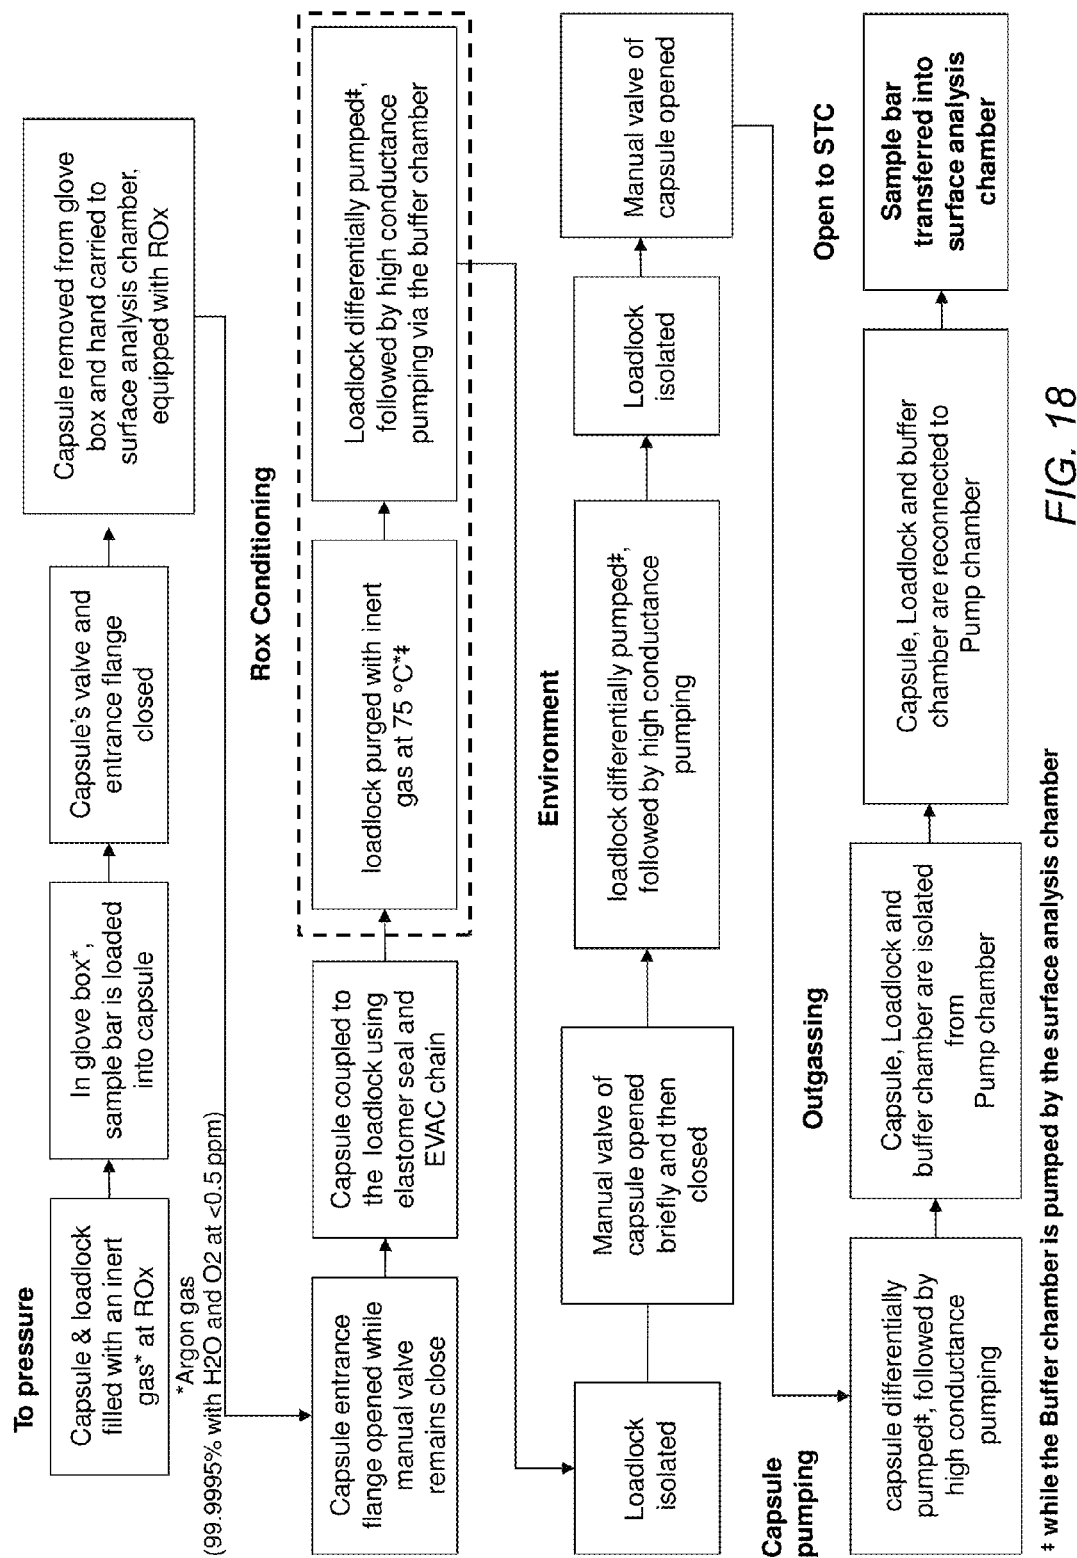 To pressure
Capsule & loadlock
filled with an inert
gas* at ROx
In glove box*,
sample bar is loaded
into capsule
Capsule's valve and
entrance flange
closed
Capsule removed from glove
box and hand carried to
surface analysis chamber,
equipped with ROx
*Argon gas
(99.9995% with H2O and O2 at <0.5 ppm)
Rox Conditioning
Capsule entrance
flange opened while
manual valve
remains close
Capsule coupled to
the loadlock using
elastomer seal and
EVAC chain
loadlock purged with inert
gas at 75 °C*‡
Loadlock differentially pumped‡,
followed by high conductance
pumping via the buffer chamber
Environment
Loadlock
isolated
Manual valve of
capsule opened
briefly and then
closed
loadlock differentially pumped‡,
followed by high conductance
pumping
Loadlock
isolated
Manual valve of
capsule opened
Capsule
pumping
Outgassing
Open to STC
capsule differentially
pumped‡, followed by
high conductance
pumping
Capsule, Loadlock and
buffer chamber are isolated
from
Pump chamber
Capsule, Loadlock and buffer
chamber are reconnected to
Pump chamber
Sample bar
transferred into
surface analysis
chamber
‡ while the Buffer chamber is pumped by the surface analysis chamber
FIG. 18